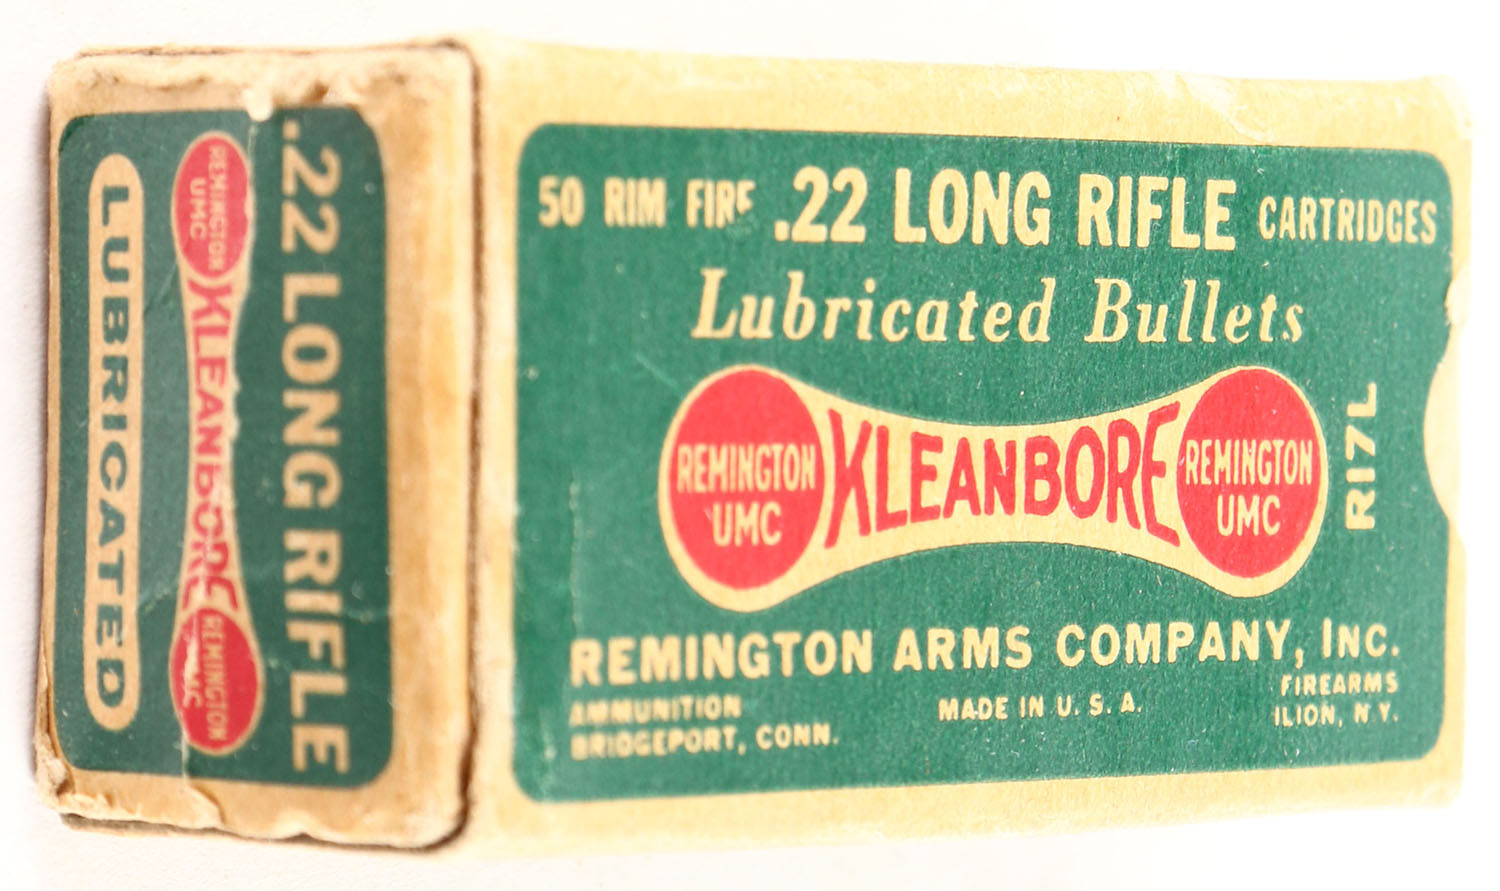 .22 LONG RIFLE
REMINGTON
UMC
KLEANBORE
REMINGTON
UMC
LUBRICATED
50 RIM FIRE .22 LONG RIFLE CARTRIDGES
Lubricated Bullets
REMINGTON
UMC
KLEANBORE
REMINGTON
UMC
R17L
REMINGTON ARMS COMPANY, INC.
AMMUNITION
BRIDGEPORT, CONN.
MADE IN U. S. A.
FIREARMS
ILION, N.Y.